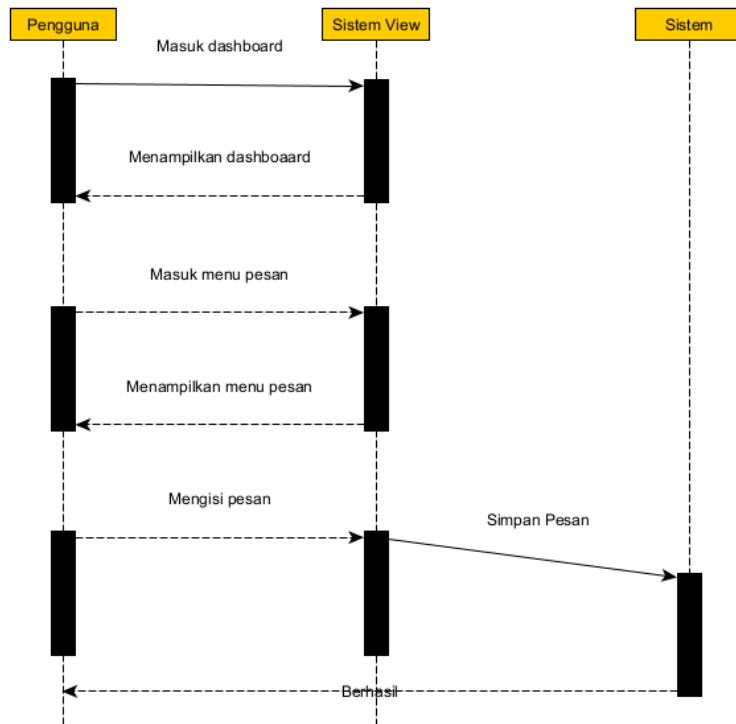 Pengguna
Sistem View
Sistem
Masuk dashboard
Menampilkan dashboaard
Masuk menu pesan
Menampilkan menu pesan
Mengisi pesan
Simpan Pesan
Berhasil